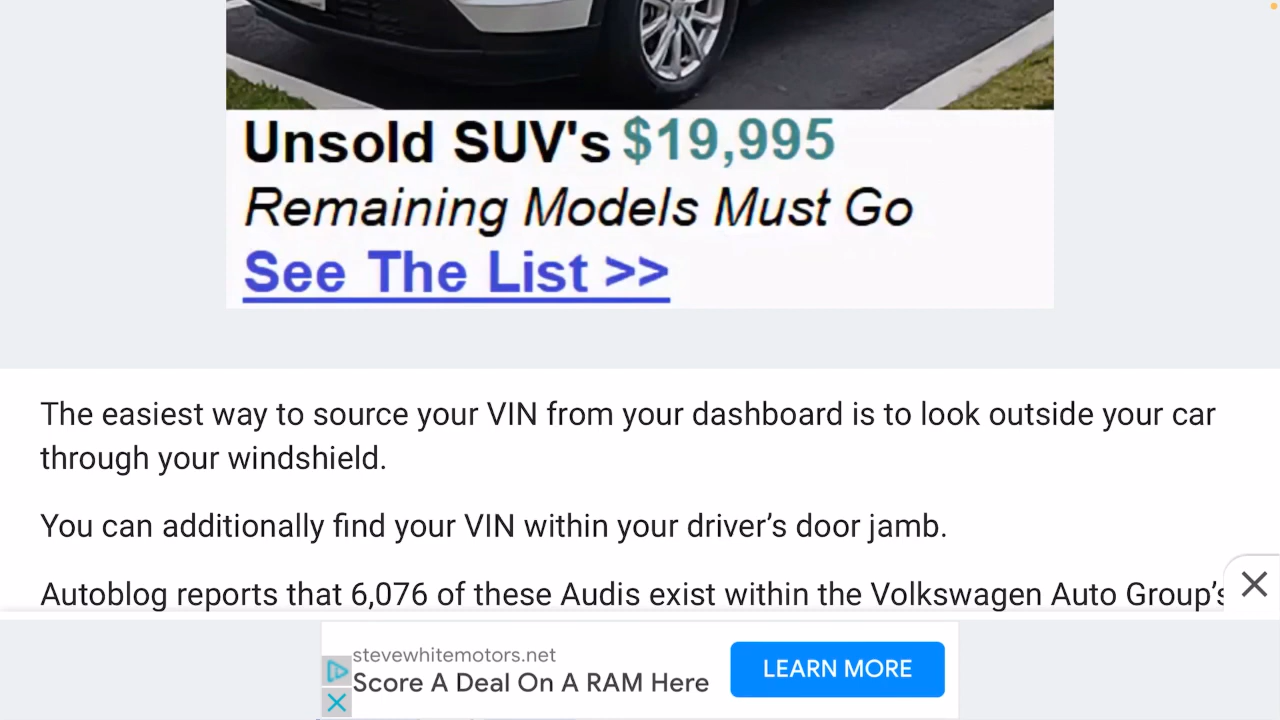 Unsold SUV's $19,995
Remaining Models Must Go
See The List >>
The easiest way to source your VIN from your dashboard is to look outside your car
through your windshield.
You can additionally find your VIN within your driver’s door jamb.
Autoblog reports that 6,076 of these Audis exist within the Volkswagen Auto Group’s
stevewhitemotors.net
Score A Deal On A RAM Here
LEARN MORE